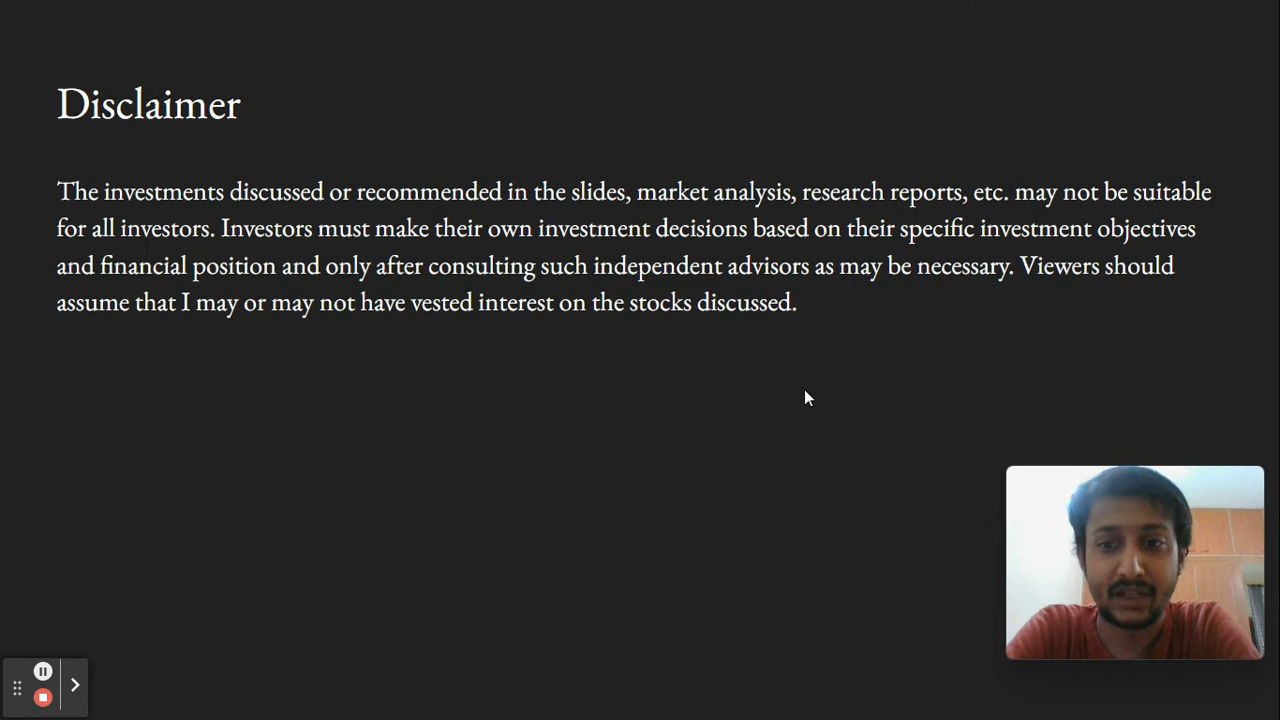 Disclaimer
The investments discussed or recommended in the slides, market analysis, research reports, etc. may not be suitable
for all investors. Investors must make their own investment decisions based on their specific investment objectives
and financial position and only after consulting such independent advisors as may be necessary. Viewers should
assume that I may or may not have vested interest on the stocks discussed.